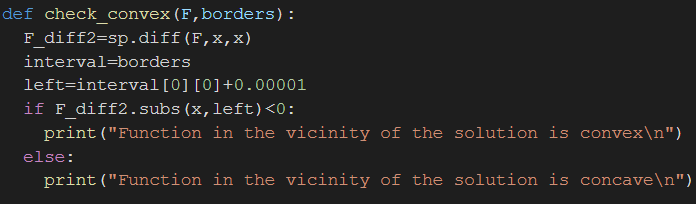 def check_convex(F,borders):
  F_diff2=sp.diff(F,x,x)
  interval=borders
  left=interval[0][0]+0.00001
  if F_diff2.subs(x,left)<0:
    print("Function in the vicinity of the solution is convex\n")
  else:
    print("Function in the vicinity of the solution is concave\n")